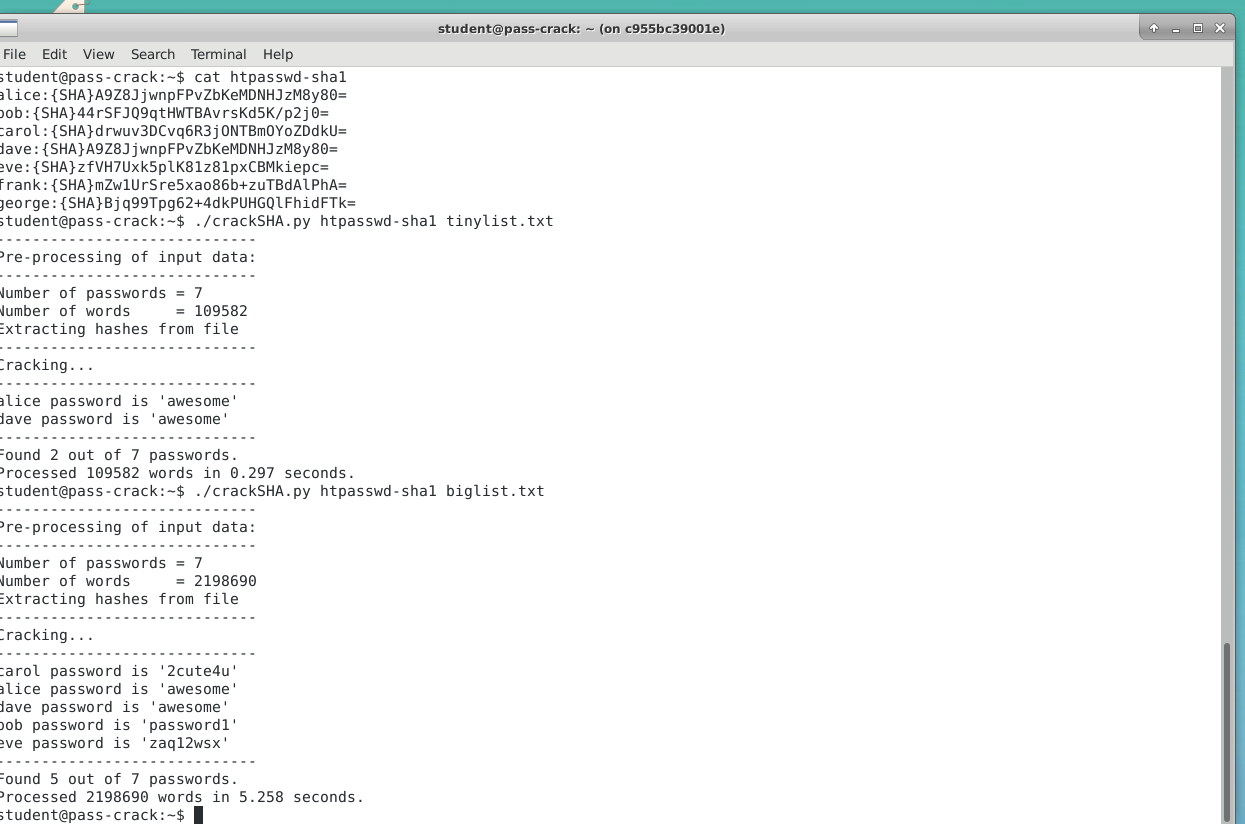 student@pass-crack: ~ (on c955bc39001e)
File Edit View Search Terminal Help
student@pass-crack:~$ cat htpasswd-sha1
alice:{SHA}A9Z8JjwnpFPvZbKeMDNHJzM8y80=
bob:{SHA}44rSFJQ9qtHWTBAvrsKd5K/p2j0=
carol:{SHA}drwuv3DCvq6R3jONTBmOYoZDdkU=
dave:{SHA}A9Z8JjwnpFPvZbKeMDNHJzM8y80=
eve:{SHA}zfVH7Uxk5plK81z81pxCBMkiepc=
frank:{SHA}mZw1UrSre5xao86b+zuTBdAlPhA=
george:{SHA}Bjq99Tpg62+4dkPUHGQlFhidFTk=
student@pass-crack:~$ ./crackSHA.py htpasswd-sha1 tinylist.txt
-----------------------------
Pre-processing of input data:
-----------------------------
Number of passwords = 7
Number of words     = 109582
Extracting hashes from file
-----------------------------
Cracking...
-----------------------------
alice password is 'awesome'
dave password is 'awesome'
-----------------------------
Found 2 out of 7 passwords.
Processed 109582 words in 0.297 seconds.
student@pass-crack:~$ ./crackSHA.py htpasswd-sha1 biglist.txt
-----------------------------
Pre-processing of input data:
-----------------------------
Number of passwords = 7
Number of words     = 2198690
Extracting hashes from file
-----------------------------
Cracking...
-----------------------------
carol password is '2cute4u'
alice password is 'awesome'
dave password is 'awesome'
bob password is 'password1'
eve password is 'zaq12wsx'
-----------------------------
Found 5 out of 7 passwords.
Processed 2198690 words in 5.258 seconds.
student@pass-crack:~$